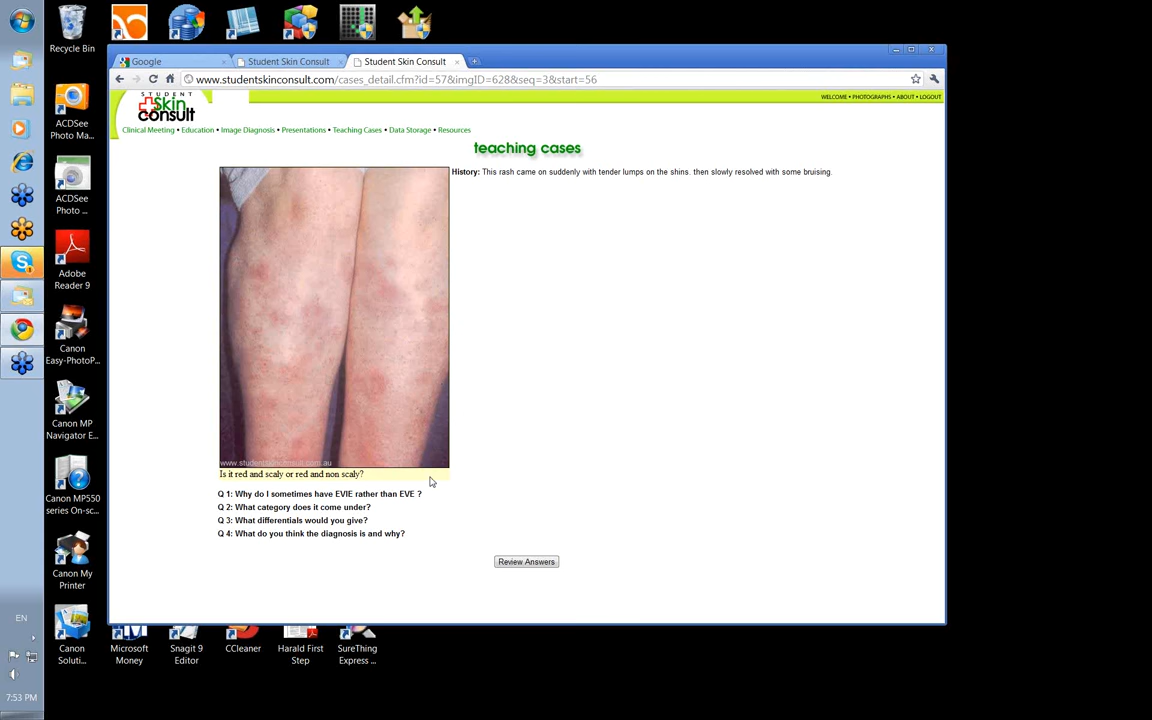 Recycle Bin
ACDSee
Photo Ma...
ACDSee
Photo ...
Adobe
Reader 9
Canon
Easy-PhotoP...
Canon MP
Navigator E...
Canon MP550
series On-sc...
Canon My
Printer
Canon
Soluti...
Microsoft
Money
Snagit 9
Editor
CCleaner
Harald First
Step
SureThing
Express ...
EN
7:53 PM
Google
Student Skin Consult
Student Skin Consult
www.studentskinconsult.com/cases_detail.cfm?id=57&imgID=628&seq=3&start=56
STUDENT
Skin
consult
WELCOME • PHOTOGRAPHS • ABOUT • LOGOUT
Clinical Meeting • Education • Image Diagnosis • Presentations • Teaching Cases • Data Storage • Resources
teaching cases
History: This rash came on suddenly with tender lumps on the shins. then slowly resolved with some bruising.
www.studentskinconsult.com.au
Is it red and scaly or red and non scaly?
Q 1: Why do I sometimes have EVIE rather than EVE ?
Q 2: What category does it come under?
Q 3: What differentials would you give?
Q 4: What do you think the diagnosis is and why?
Review Answers